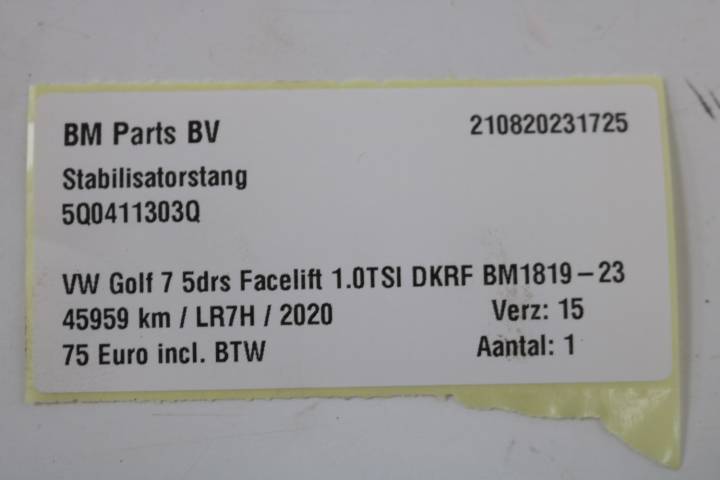 BM Parts BV 210820231725
Stabilisatorstang
5Q0411303Q
VW Golf 7 5drs Facelift 1.0TSI DKRF BM1819-23
45959 km / LR7H / 2020 Verz: 15
75 Euro incl. BTW Aantal: 1